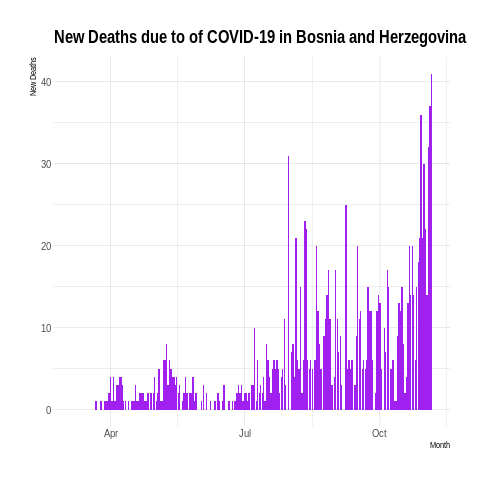 New Deaths due to of COVID-19 in Bosnia and Herzegovina
New Deaths
40
30
20
10
0
Apr
Jul
Oct
Month